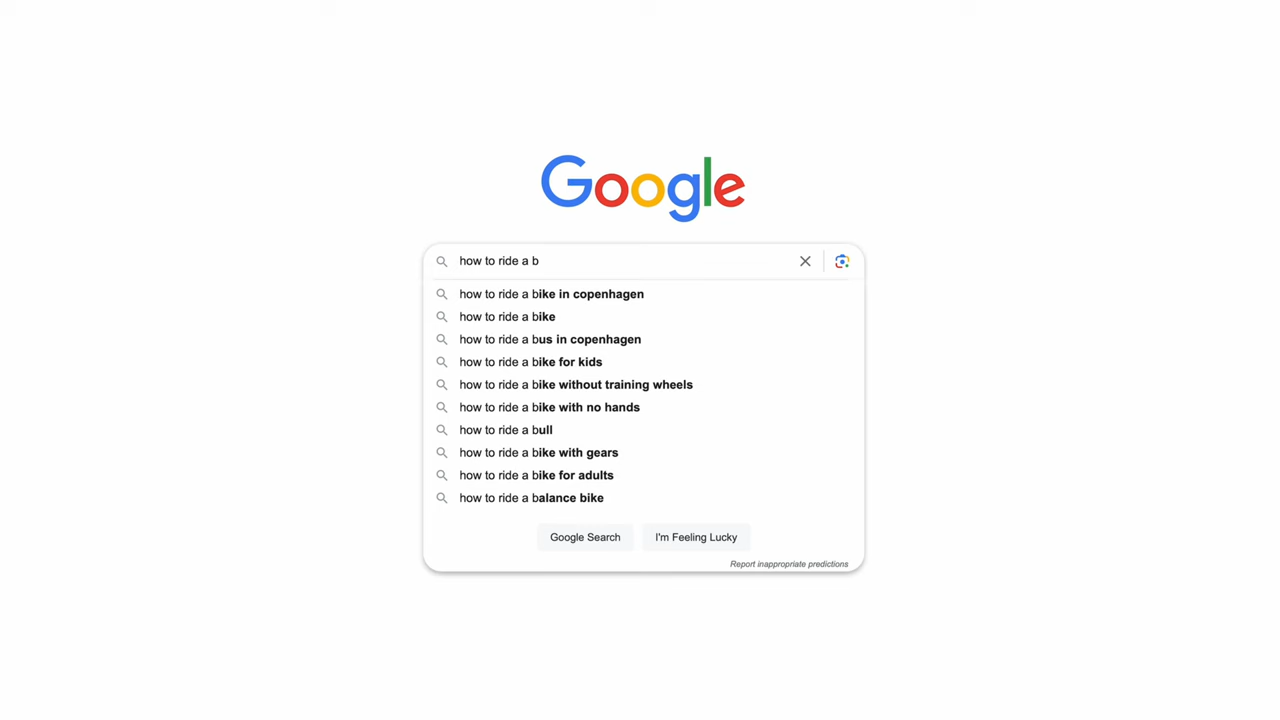 Google
how to ride a b
how to ride a bike in copenhagen
how to ride a bike
how to ride a bus in copenhagen
how to ride a bike for kids
how to ride a bike without training wheels
how to ride a bike with no hands
how to ride a bull
how to ride a bike with gears
how to ride a bike for adults
how to ride a balance bike
Google Search I'm Feeling Lucky
Report inappropriate predictions